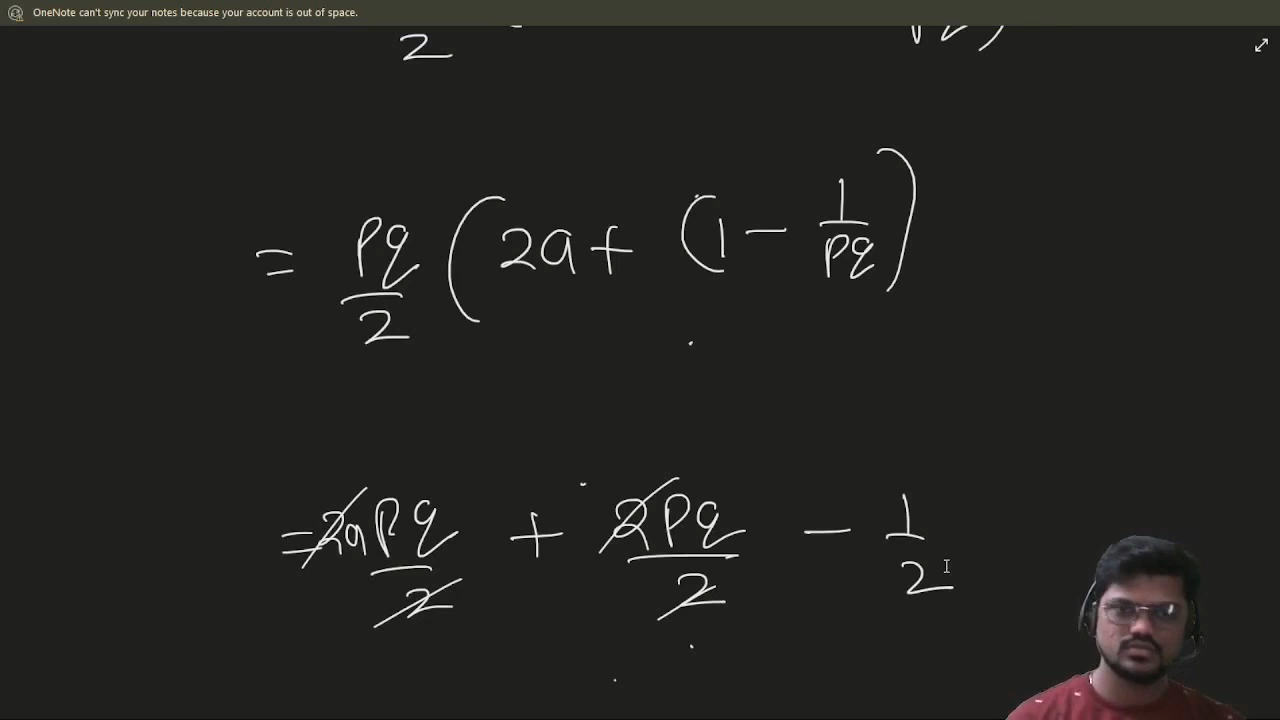 OneNote can't sync your notes because your account is out of space.
2
= pq/2 (2a + (1 - 1/pq)
= 2apq/2 + 2pq/2 - 1/2